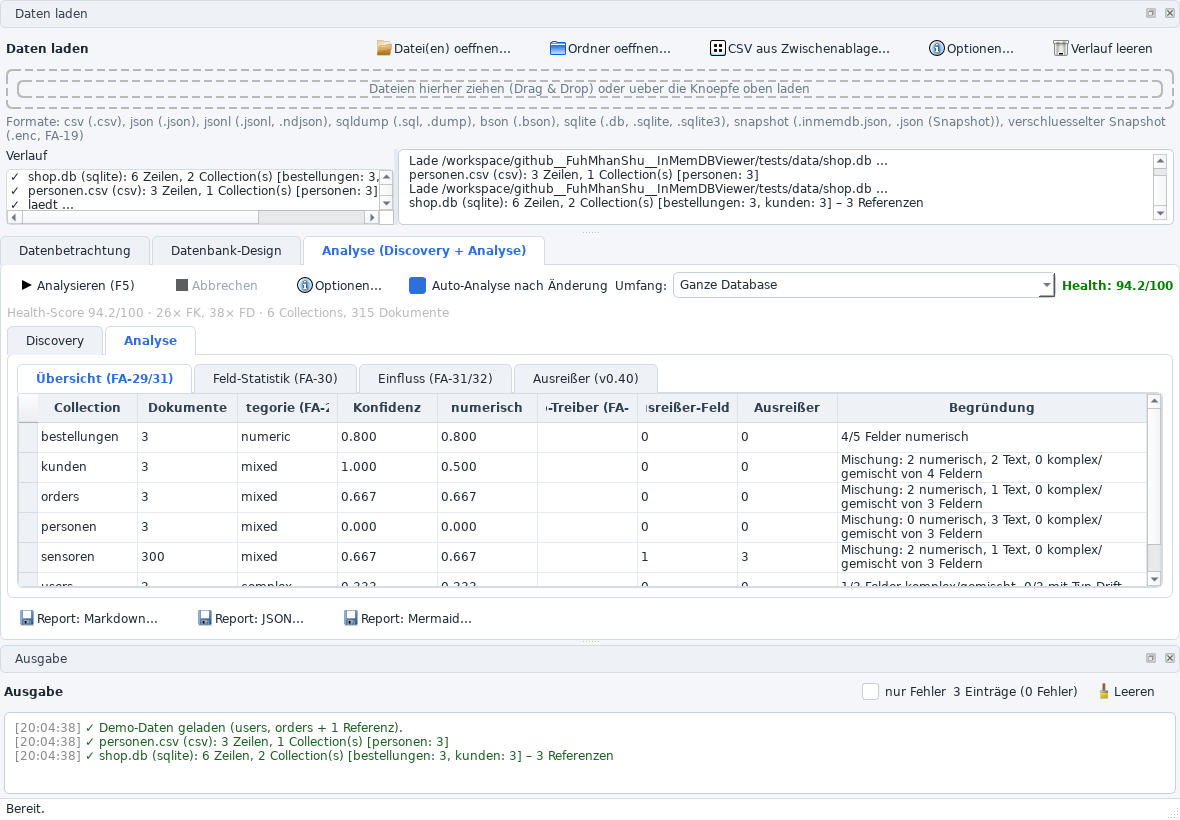 Daten laden
Daten laden
Datei(en) oeffnen...
Ordner oeffnen...
CSV aus Zwischenablage...
Optionen...
Verlauf leeren
Dateien hierher ziehen (Drag & Drop) oder ueber die Knoepfe oben laden
Formate: csv (.csv), json (.json), jsonl (.jsonl, .ndjson), sqldump (.sql, .dump), bson (.bson), sqlite (.db, .sqlite, .sqlite3), snapshot (.inmemdb.json, .json (Snapshot)), verschluesselter Snapshot
(.enc, FA-19)
Verlauf
✓ shop.db (sqlite): 6 Zeilen, 2 Collection(s) [bestellungen: 3,
✓ personen.csv (csv): 3 Zeilen, 1 Collection(s) [personen: 3]
✓ laedt ...
Lade /workspace/github__FuhMhanShu__InMemDBViewer/tests/data/shop.db ...
personen.csv (csv): 3 Zeilen, 1 Collection(s) [personen: 3]
Lade /workspace/github__FuhMhanShu__InMemDBViewer/tests/data/shop.db ...
shop.db (sqlite): 6 Zeilen, 2 Collection(s) [bestellungen: 3, kunden: 3] – 3 Referenzen
Datenbetrachtung
Datenbank-Design
Analyse (Discovery + Analyse)
Analysieren (F5)
Abbrechen
Optionen...
Auto-Analyse nach Änderung
Umfang:
Ganze Database
Health: 94.2/100
Health-Score 94.2/100 · 26× FK, 38× FD · 6 Collections, 315 Dokumente
Discovery
Analyse
Übersicht (FA-29/31)
Feld-Statistik (FA-30)
Einfluss (FA-31/32)
Ausreißer (v0.40)
Collection Dokumente tegorie (FA-2 Konfidenz numerisch -Treiber (FA- sreißer-Feld Ausreißer Begründung
bestellungen 3 numeric 0.800 0.800 0 0 4/5 Felder numerisch
kunden 3 mixed 1.000 0.500 0 0 Mischung: 2 numerisch, 2 Text, 0 komplex/
gemischt von 4 Feldern
orders 3 mixed 0.667 0.667 0 0 Mischung: 2 numerisch, 1 Text, 0 komplex/
gemischt von 3 Feldern
personen 3 mixed 0.000 0.000 0 0 Mischung: 0 numerisch, 3 Text, 0 komplex/
gemischt von 3 Feldern
sensoren 300 mixed 0.667 0.667 1 3 Mischung: 2 numerisch, 1 Text, 0 komplex/
gemischt von 3 Feldern
users complex 0 0
Report: Markdown...
Report: JSON...
Report: Mermaid...
Ausgabe
Ausgabe
nur Fehler
3 Einträge (0 Fehler)
Leeren
[20:04:38] ✓ Demo-Daten geladen (users, orders + 1 Referenz).
[20:04:38] ✓ personen.csv (csv): 3 Zeilen, 1 Collection(s) [personen: 3]
[20:04:38] ✓ shop.db (sqlite): 6 Zeilen, 2 Collection(s) [bestellungen: 3, kunden: 3] – 3 Referenzen
Bereit.